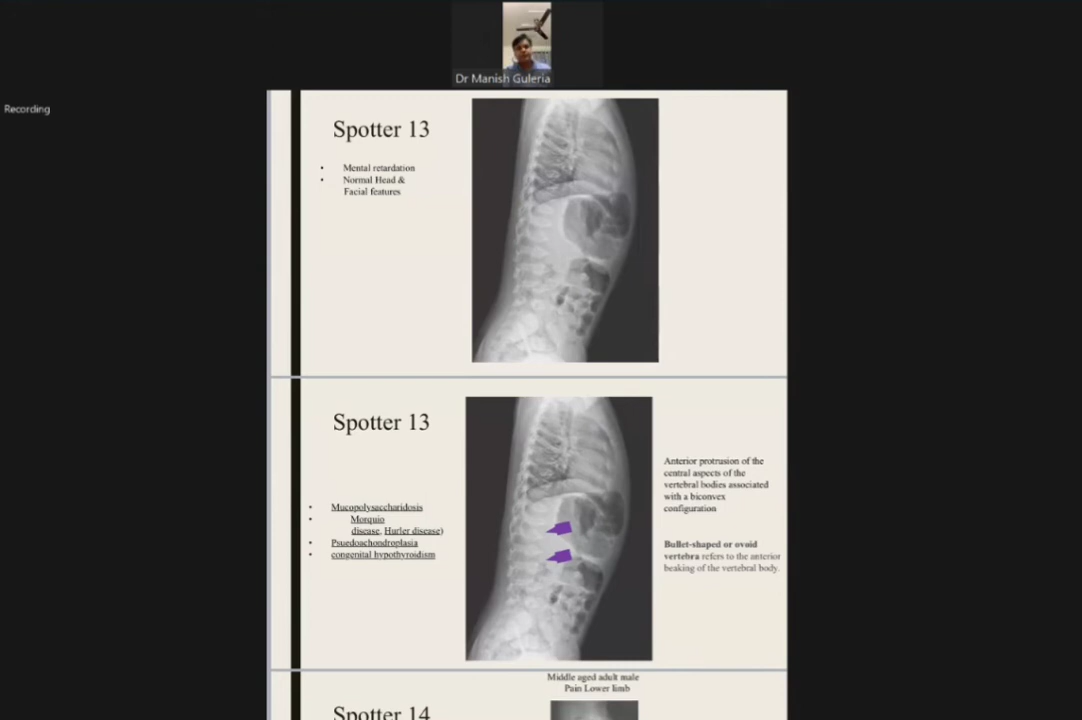 Dr Manish Guleria
Recording
Spotter 13
• Mental retardation
• Normal Head &
Facial features
Spotter 13
• Mucopolysaccharidosis
• Morquio
disease, Hurler disease)
• Psuedoachondroplasia
• congenital hypothyroidism
Anterior protrusion of the
central aspects of the
vertebral bodies associated
with a biconvex
configuration
Bullet-shaped or ovoid
vertebra refers to the anterior
beaking of the vertebral body.
Middle aged adult male
Pain Lower limb
Spotter 14